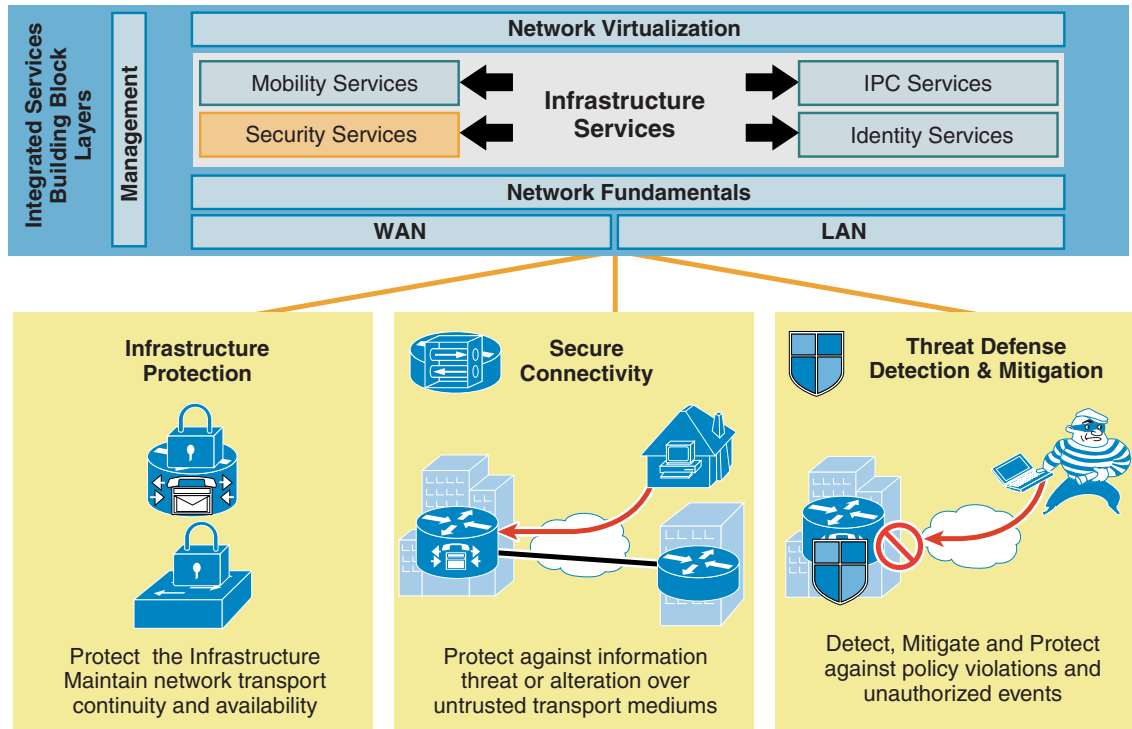 Integrated Services
Building Block
Layers
Management
Network Virtualization
Mobility Services
Security Services
Infrastructure
Services
IPC Services
Identity Services
Network Fundamentals
WAN
LAN
Infrastructure
Protection
Protect the Infrastructure
Maintain network transport
continuity and availability
Secure
Connectivity
Protect against information
threat or alteration over
untrusted transport mediums
Threat Defense
Detection & Mitigation
Detect, Mitigate and Protect
against policy violations and
unauthorized events